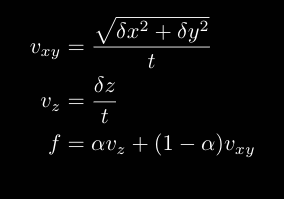 v_{xy} = \frac{\sqrt{\delta x^2 + \delta y^2}}{t}
v_z = \frac{\delta z}{t}
f = \alpha v_z + (1 - \alpha) v_{xy}